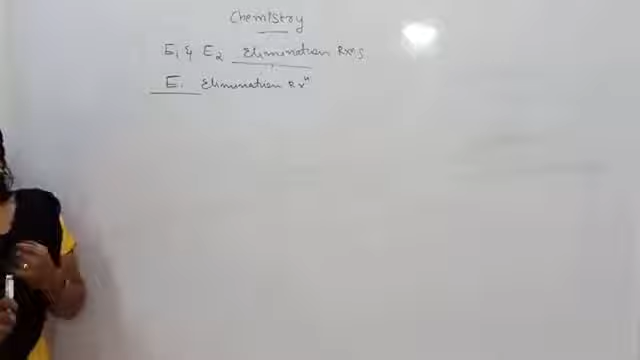 Chemistry
E₁ & E₂ Elimination Rxⁿs
E₁ Elimination Rxⁿ